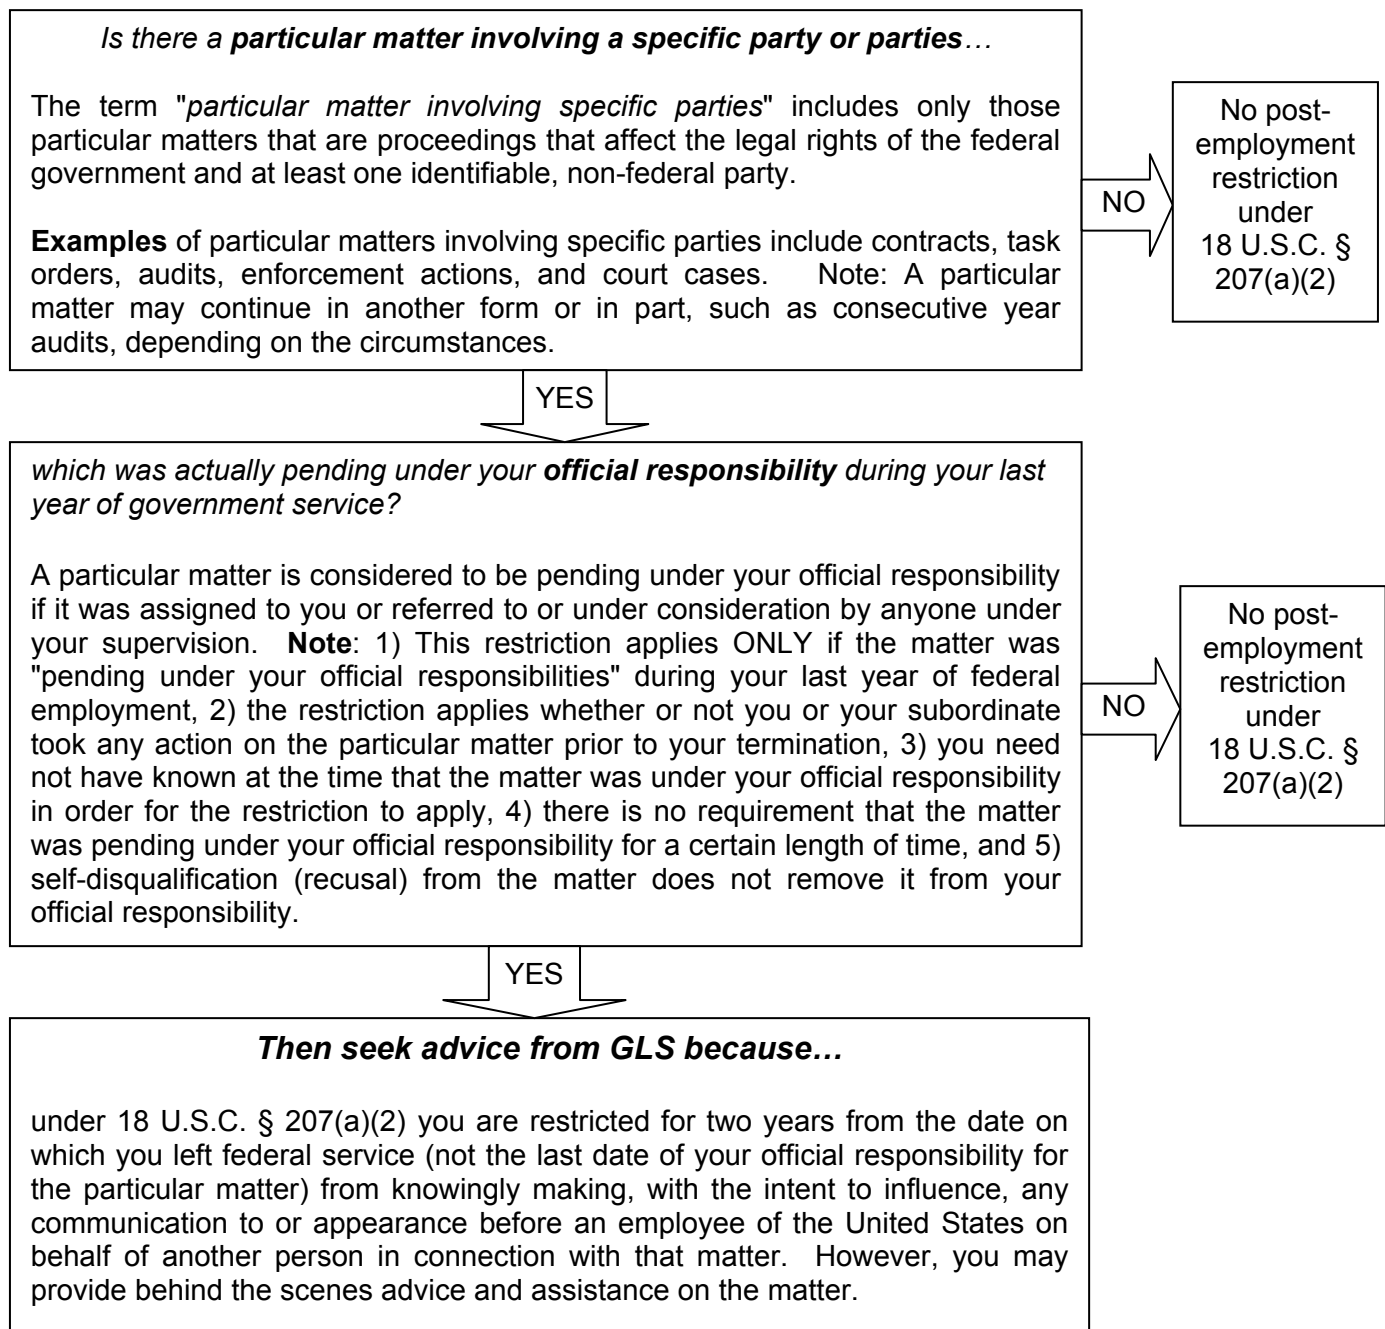 Is there a particular matter involving a specific party or parties…
The term "particular matter involving specific parties" includes only those
particular matters that are proceedings that affect the legal rights of the federal
government and at least one identifiable, non-federal party.
Examples of particular matters involving specific parties include contracts, task
orders, audits, enforcement actions, and court cases. Note: A particular
matter may continue in another form or in part, such as consecutive year
audits, depending on the circumstances.
NO
No post-
employment
restriction
under
18 U.S.C. §
207(a)(2)
YES
which was actually pending under your official responsibility during your last
year of government service?
A particular matter is considered to be pending under your official responsibility
if it was assigned to you or referred to or under consideration by anyone under
your supervision. Note: 1) This restriction applies ONLY if the matter was
"pending under your official responsibilities" during your last year of federal
employment, 2) the restriction applies whether or not you or your subordinate
took any action on the particular matter prior to your termination, 3) you need
not have known at the time that the matter was under your official responsibility
in order for the restriction to apply, 4) there is no requirement that the matter
was pending under your official responsibility for a certain length of time, and 5)
self-disqualification (recusal) from the matter does not remove it from your
official responsibility.
NO
No post-
employment
restriction
under
18 U.S.C. §
207(a)(2)
YES
Then seek advice from GLS because…
under 18 U.S.C. § 207(a)(2) you are restricted for two years from the date on
which you left federal service (not the last date of your official responsibility for
the particular matter) from knowingly making, with the intent to influence, any
communication to or appearance before an employee of the United States on
behalf of another person in connection with that matter. However, you may
provide behind the scenes advice and assistance on the matter.